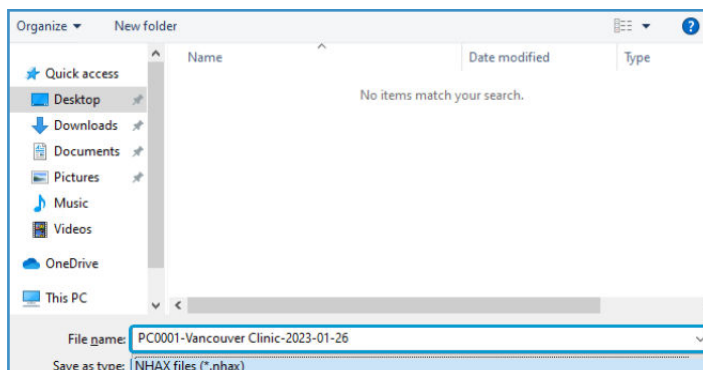 Organize New folder
Name Date modified Type
No items match your search.
Quick access
Desktop
Downloads
Documents
Pictures
Music
Videos
OneDrive
This PC
File name: PC0001-Vancouver Clinic-2023-01-26
Save as type: NHAX files (*.nhax)